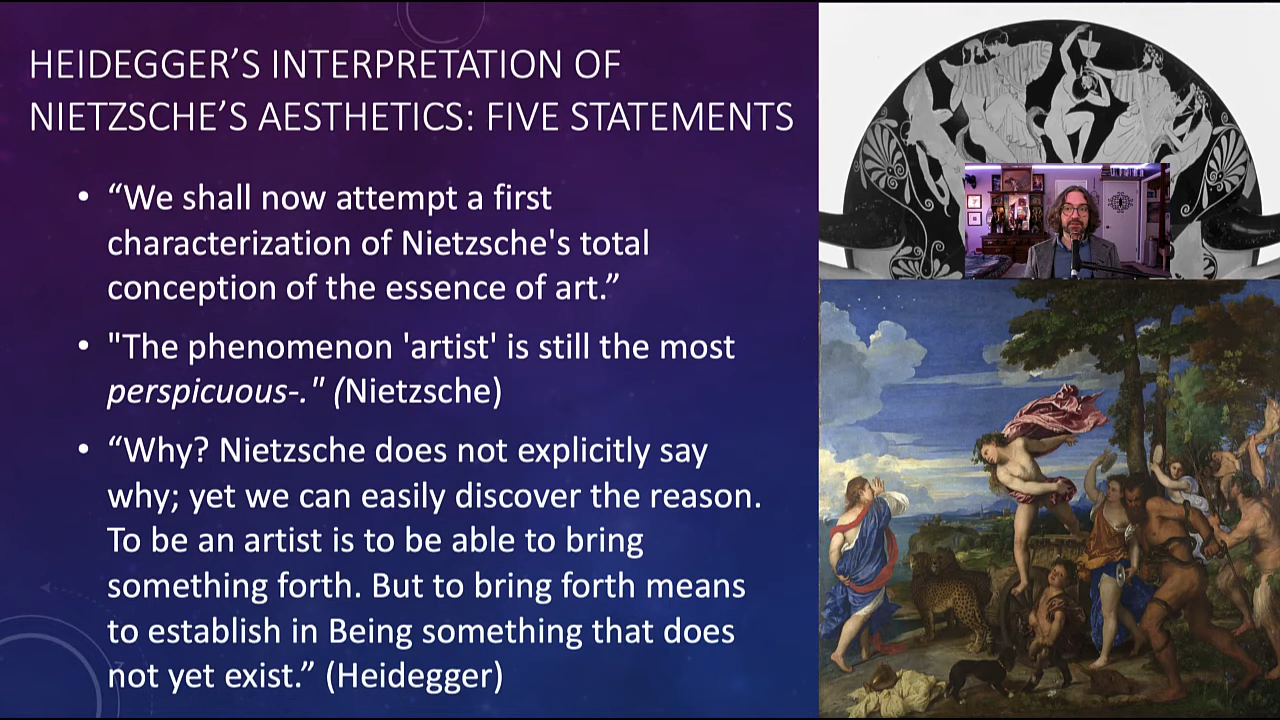 HEIDEGGER’S INTERPRETATION OF
NIETZSCHE’S AESTHETICS: FIVE STATEMENTS
• “We shall now attempt a first
characterization of Nietzsche's total
conception of the essence of art.”
• "The phenomenon 'artist' is still the most
perspicuous-." (Nietzsche)
• “Why? Nietzsche does not explicitly say
why; yet we can easily discover the reason.
To be an artist is to be able to bring
something forth. But to bring forth means
to establish in Being something that does
not yet exist.” (Heidegger)